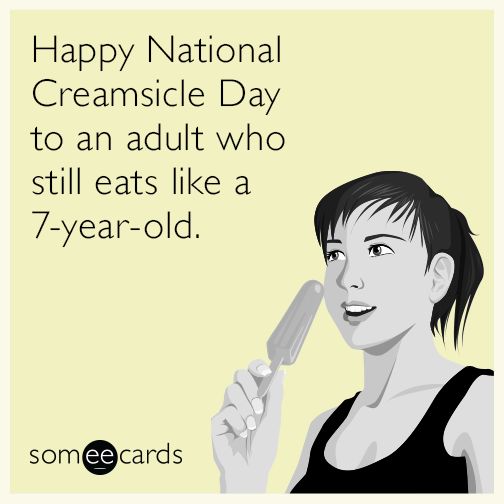 Happy National
Creamsicle Day
to an adult who
still eats like a
7-year-old.
someecards